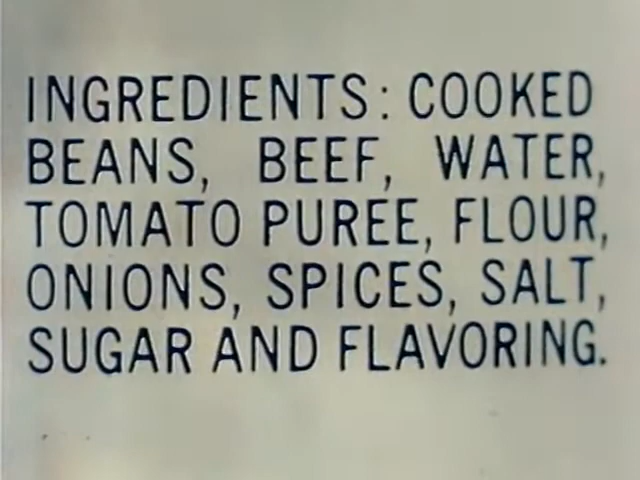 INGREDIENTS: COOKED
BEANS, BEEF, WATER,
TOMATO PUREE, FLOUR,
ONIONS, SPICES, SALT,
SUGAR AND FLAVORING.